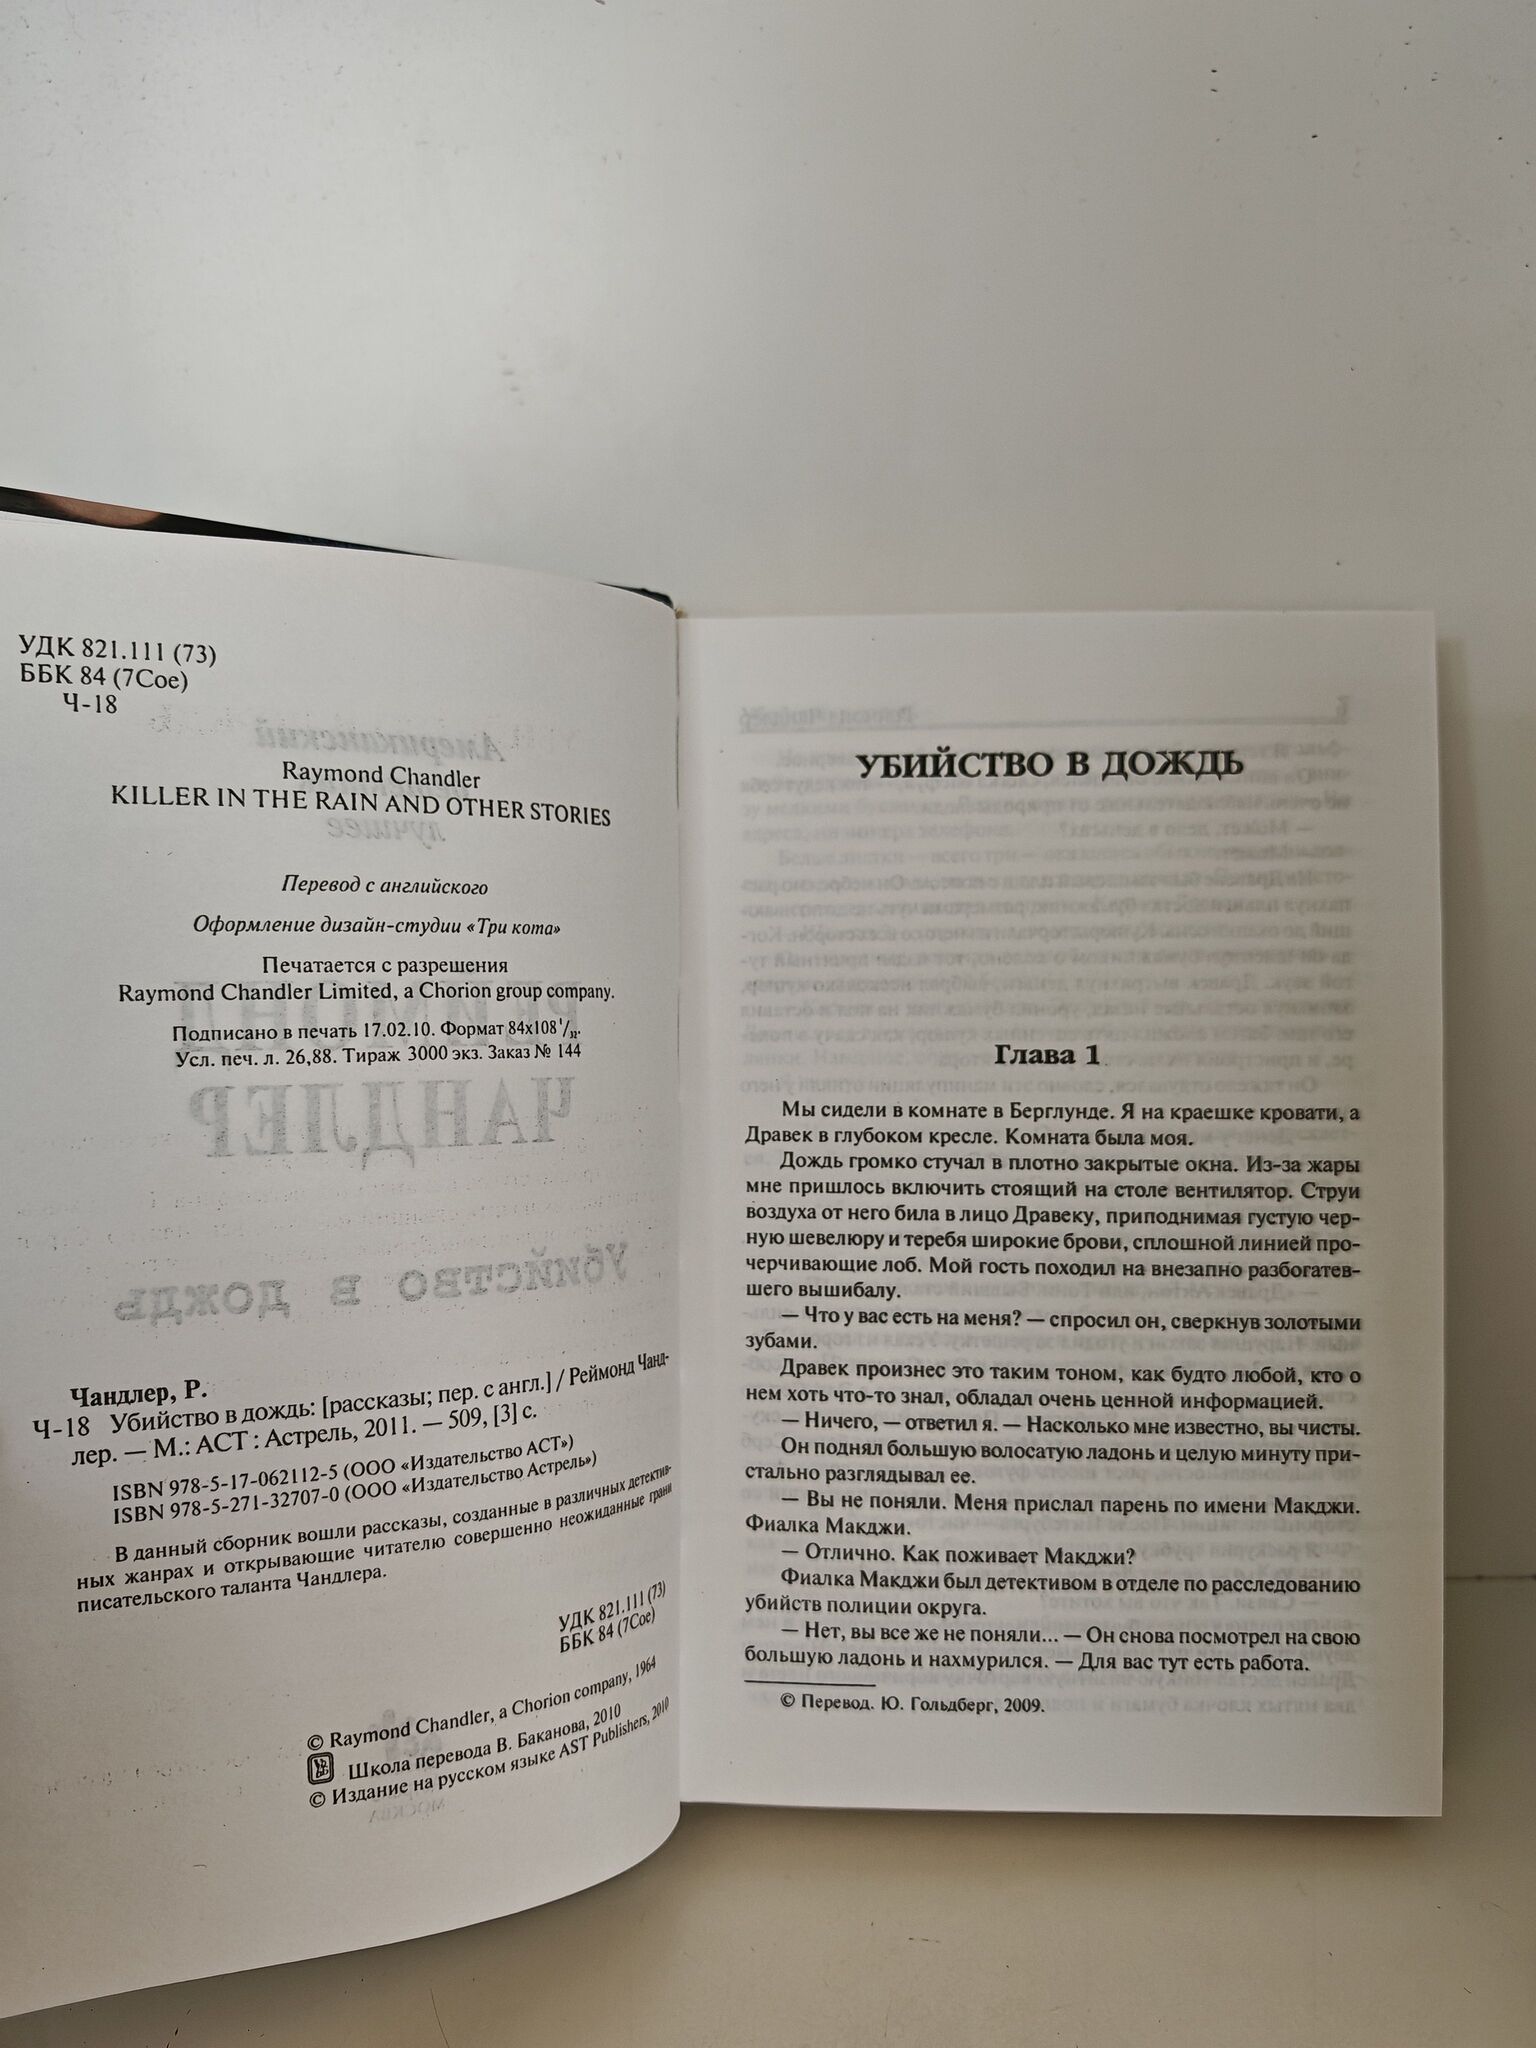 УДК 821.111 (73)
ББК 84 (7Сое)
Ч-18
Raymond Chandler
KILLER IN THE RAIN AND OTHER STORIES
Перевод с английского
Оформление дизайн-студии «Три кота»
Печатается с разрешения
Raymond Chandler Limited, a Chorion group company.
Подписано в печать 17.02.10. Формат 84x108 1/32.
Усл. печ. л. 26,88. Тираж 3000 экз. Заказ № 144
Чандлер, Р.
Ч-18 Убийство в дождь: [рассказы; пер. с англ.] / Реймонд Чанд-
лер. — М.: АСТ : Астрель, 2011. — 509, [3] с.
ISBN 978-5-17-062112-5 (ООО «Издательство АСТ»)
ISBN 978-5-271-32707-0 (ООО «Издательство Астрель»)
В данный сборник вошли рассказы, созданные в различных детектив-
ных жанрах и открывающие читателю совершенно неожиданные грани
писательского таланта Чандлера.
УДК 821.111 (73)
ББК 84 (7Сое)
© Raymond Chandler, a Chorion company, 1964
Школа перевода В. Баканова, 2010
© Издание на русском языке AST Publishers, 2010
УБИЙСТВО В ДОЖДЬ
Глава 1
Мы сидели в комнате в Берглунде. Я на краешке кровати, а
Дравек в глубоком кресле. Комната была моя.
Дождь громко стучал в плотно закрытые окна. Из-за жары
мне пришлось включить стоящий на столе вентилятор. Струи
воздуха от него била в лицо Дравеку, приподнимая густую чер-
ную шевелюру и теребя широкие брови, сплошной линией про-
черчивающие лоб. Мой гость походил на внезапно разбогатев-
шего вышибалу.
— Что у вас есть на меня? — спросил он, сверкнув золотыми
зубами.
Дравек произнес это таким тоном, как будто любой, кто о
нем хоть что-то знал, обладал очень ценной информацией.
— Ничего, — ответил я. — Насколько мне известно, вы чисты.
Он поднял большую волосатую ладонь и целую минуту при-
стально разглядывал ее.
— Вы не поняли. Меня прислал парень по имени Макджи.
Фиалка Макджи.
— Отлично. Как поживает Макджи?
Фиалка Макджи был детективом в отделе по расследованию
убийств полиции округа.
— Нет, вы все же не поняли... — Он снова посмотрел на свою
большую ладонь и нахмурился. — Для вас тут есть работа.
© Перевод. Ю. Гольдберг, 2009.